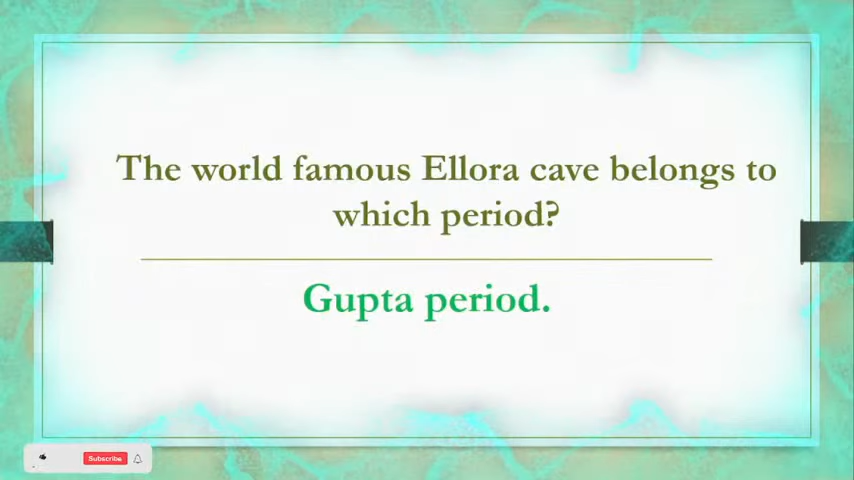 The world famous Ellora cave belongs to
which period?
Gupta period.
Subscribe